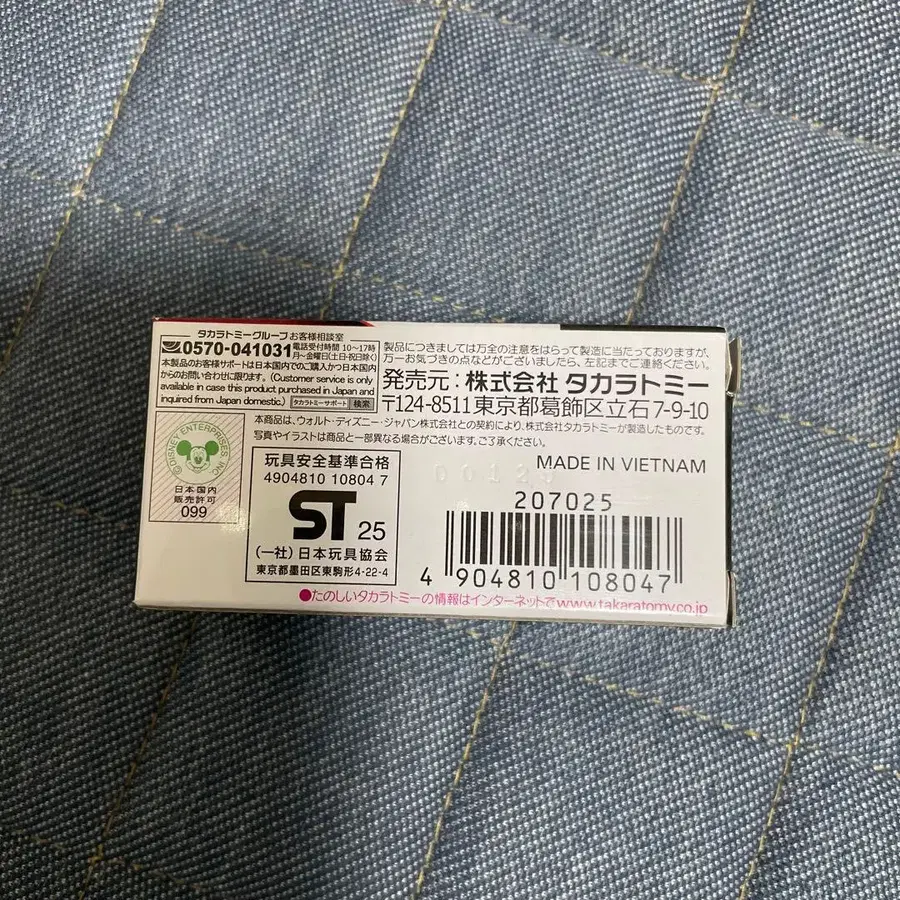 タカラトミーグループお客様相談室
0570-041031 電話受付時間 10〜17時
月〜金曜日(土・日・祝日除く)
本製品のお客様サポートは日本国内でのご購入かつ日本国内
からのお問い合わせに限ります。(Customer service is only
available in case this product purchased in Japan and
inquired from Japan domestic.) タカラトミーサポート 検索
製品につきましては万全の注意をはらって製造に当たっておりますが、
万一お気づきの点などがございましたら、左記までご連絡ください。
発売元:株式会社 タカラトミー
〒124-8511 東京都葛飾区立石7-9-10
本商品は、ウォルト・ディズニー・ジャパン株式会社との契約により、株式会社タカラトミーが製造したものです。
写真やイラストは商品と一部異なる場合がございます。ご了承ください。
©DISNEY ENTERPRISES, INC.
日本国内
販売許可
099
玩具安全基準合格
4904810 10804 7
ST 25
(一社)日本玩具協会
東京都墨田区東駒形4-22-4
MADE IN VIETNAM
207025
4 904810 108047
●たのしいタカラトミーの情報はインターネットでwww.takaratomy.co.jp